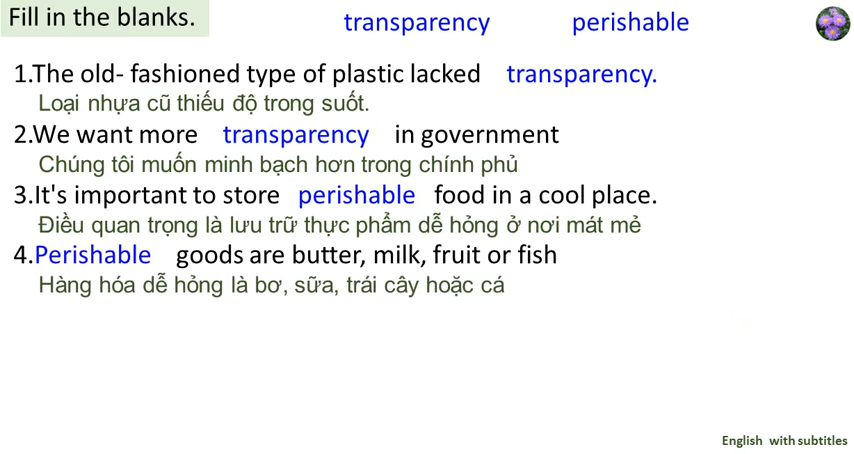 Fill in the blanks.
transparency perishable
1.The old- fashioned type of plastic lacked transparency.
Loại nhựa cũ thiếu độ trong suốt.
2.We want more transparency in government
Chúng tôi muốn minh bạch hơn trong chính phủ
3.It's important to store perishable food in a cool place.
Điều quan trọng là lưu trữ thực phẩm dễ hỏng ở nơi mát mẻ
4.Perishable goods are butter, milk, fruit or fish
Hàng hóa dễ hỏng là bơ, sữa, trái cây hoặc cá
English with subtitles